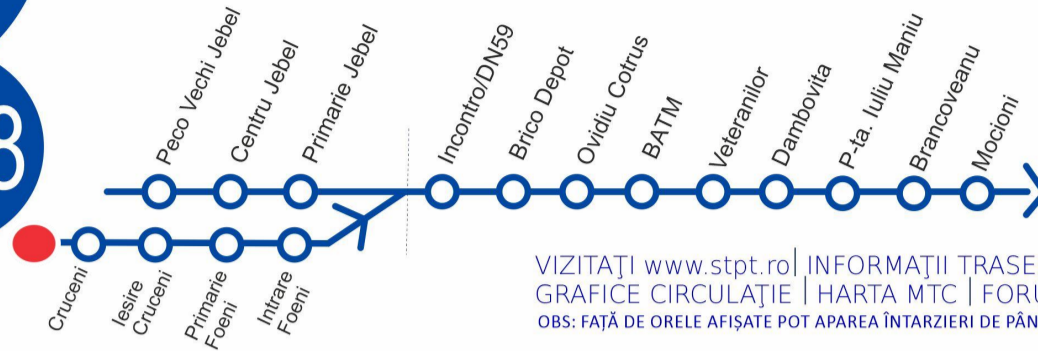 8
Peco Vechi Jebel
Centru Jebel
Primarie Jebel
Incontro/DN59
Brico Depot
Ovidiu Cotrus
BATM
Veteranilor
Dambovita
P-ta. Iuliu Maniu
Brancoveanu
Mocioni
Cruceni
Iesire
Cruceni
Primarie
Foeni
Intrare
Foeni
VIZITAŢI www.stpt.ro| INFORMAŢII TRASE
GRAFICE CIRCULAŢIE | HARTA MTC | FORU
OBS: FAŢĂ DE ORELE AFIŞATE POT APAREA ÎNTARZIERI DE PÂN